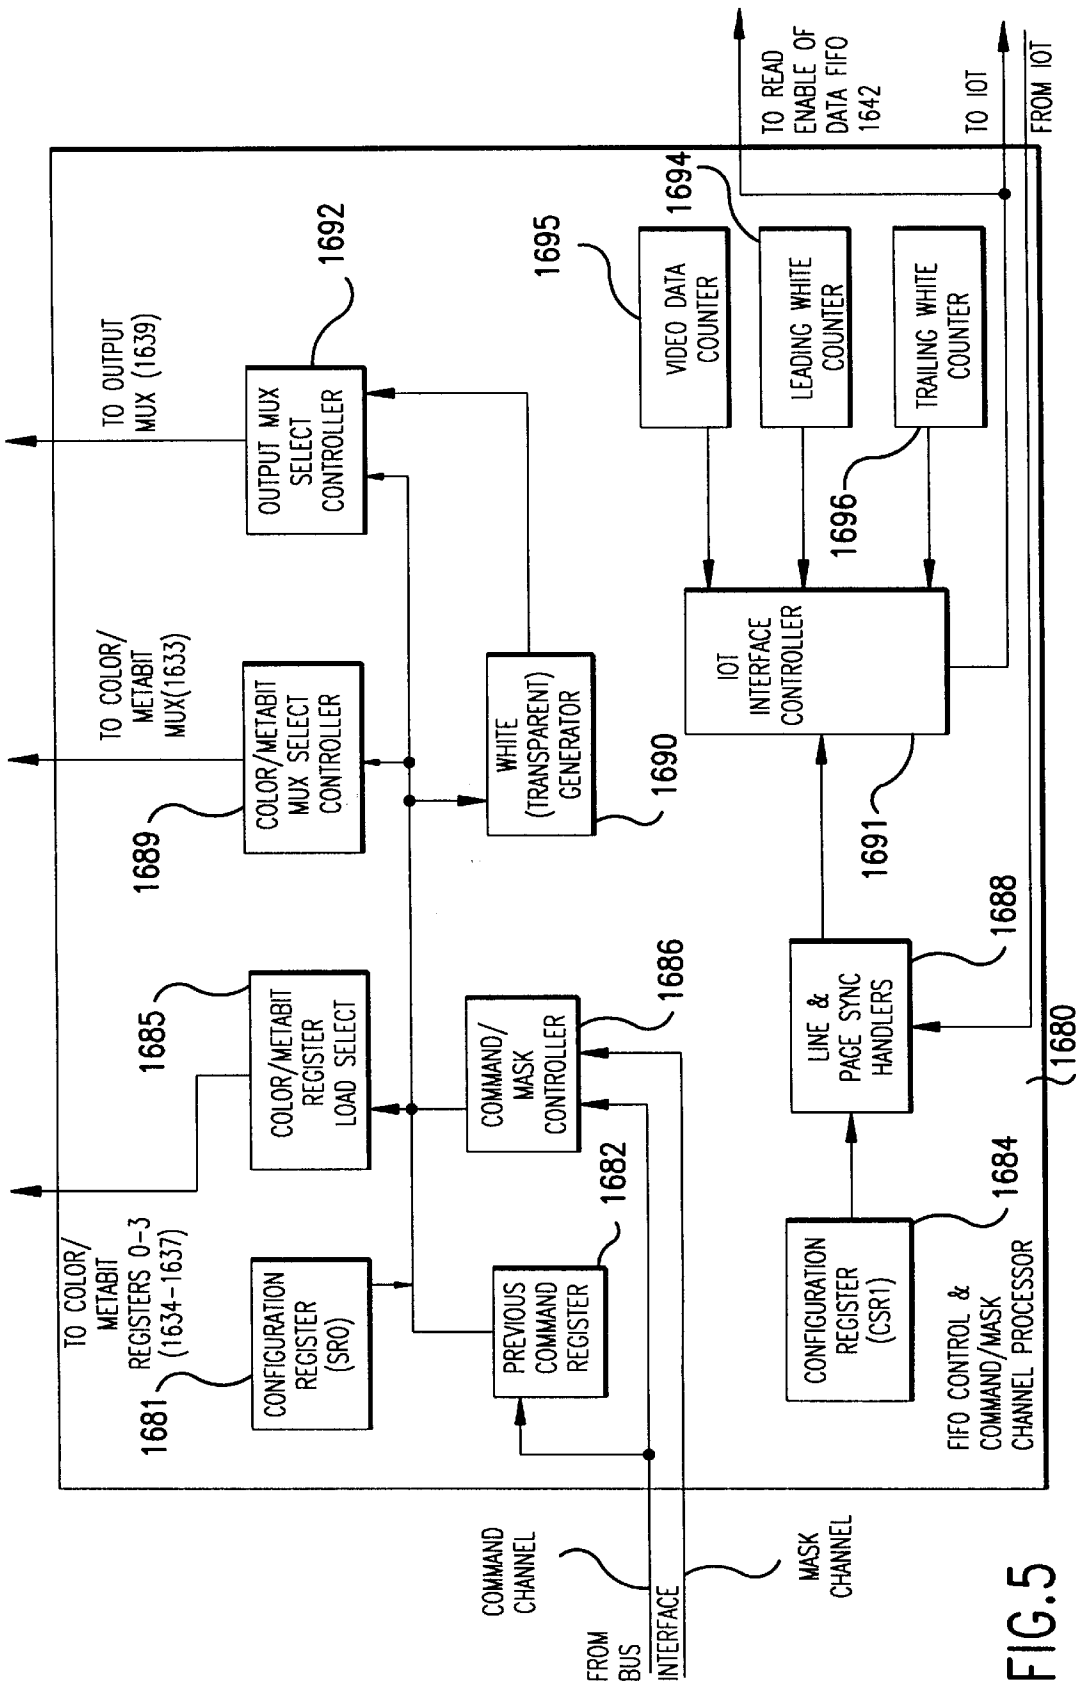 TO COLOR/
METABIT
REGISTERS 0-3
(1634-1637)
TO COLOR/
METABIT
MUX(1633)
TO OUTPUT
MUX (1639)
1681
CONFIGURATION
REGISTER
(SR0)
1685
COLOR/METABIT
REGISTER
LOAD SELECT
1689
COLOR/METABIT
MUX SELECT
CONTROLLER
OUTPUT MUX
SELECT
CONTROLLER
1692
PREVIOUS
COMMAND
REGISTER
1682
COMMAND/
MASK
CONTROLLER
1686
WHITE
(TRANSPARENT)
GENERATOR
1690
COMMAND
CHANNEL
FROM
BUS
INTERFACE
MASK
CHANNEL
VIDEO DATA
COUNTER
1695
LEADING WHITE
COUNTER
1694
TRAILING WHITE
COUNTER
1696
IOT
INTERFACE
CONTROLLER
1691
LINE &
PAGE SYNC
HANDLERS
1688
CONFIGURATION
REGISTER
(CSR1)
1684
TO READ
ENABLE OF
DATA FIFO
1642
TO IOT
FROM IOT
FIFO CONTROL &
COMMAND/MASK
CHANNEL PROCESSOR
1680
FIG.5